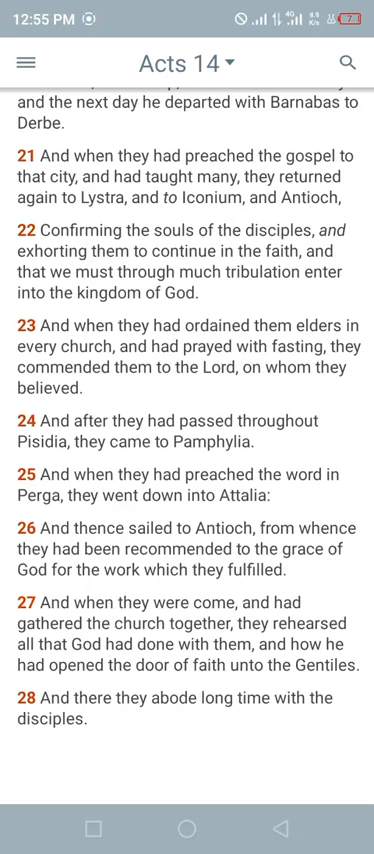 12:55 PM
4G
7
Acts 14
and the next day he departed with Barnabas to
Derbe.
21 And when they had preached the gospel to
that city, and had taught many, they returned
again to Lystra, and to Iconium, and Antioch,
22 Confirming the souls of the disciples, and
exhorting them to continue in the faith, and
that we must through much tribulation enter
into the kingdom of God.
23 And when they had ordained them elders in
every church, and had prayed with fasting, they
commended them to the Lord, on whom they
believed.
24 And after they had passed throughout
Pisidia, they came to Pamphylia.
25 And when they had preached the word in
Perga, they went down into Attalia:
26 And thence sailed to Antioch, from whence
they had been recommended to the grace of
God for the work which they fulfilled.
27 And when they were come, and had
gathered the church together, they rehearsed
all that God had done with them, and how he
had opened the door of faith unto the Gentiles.
28 And there they abode long time with the
disciples.